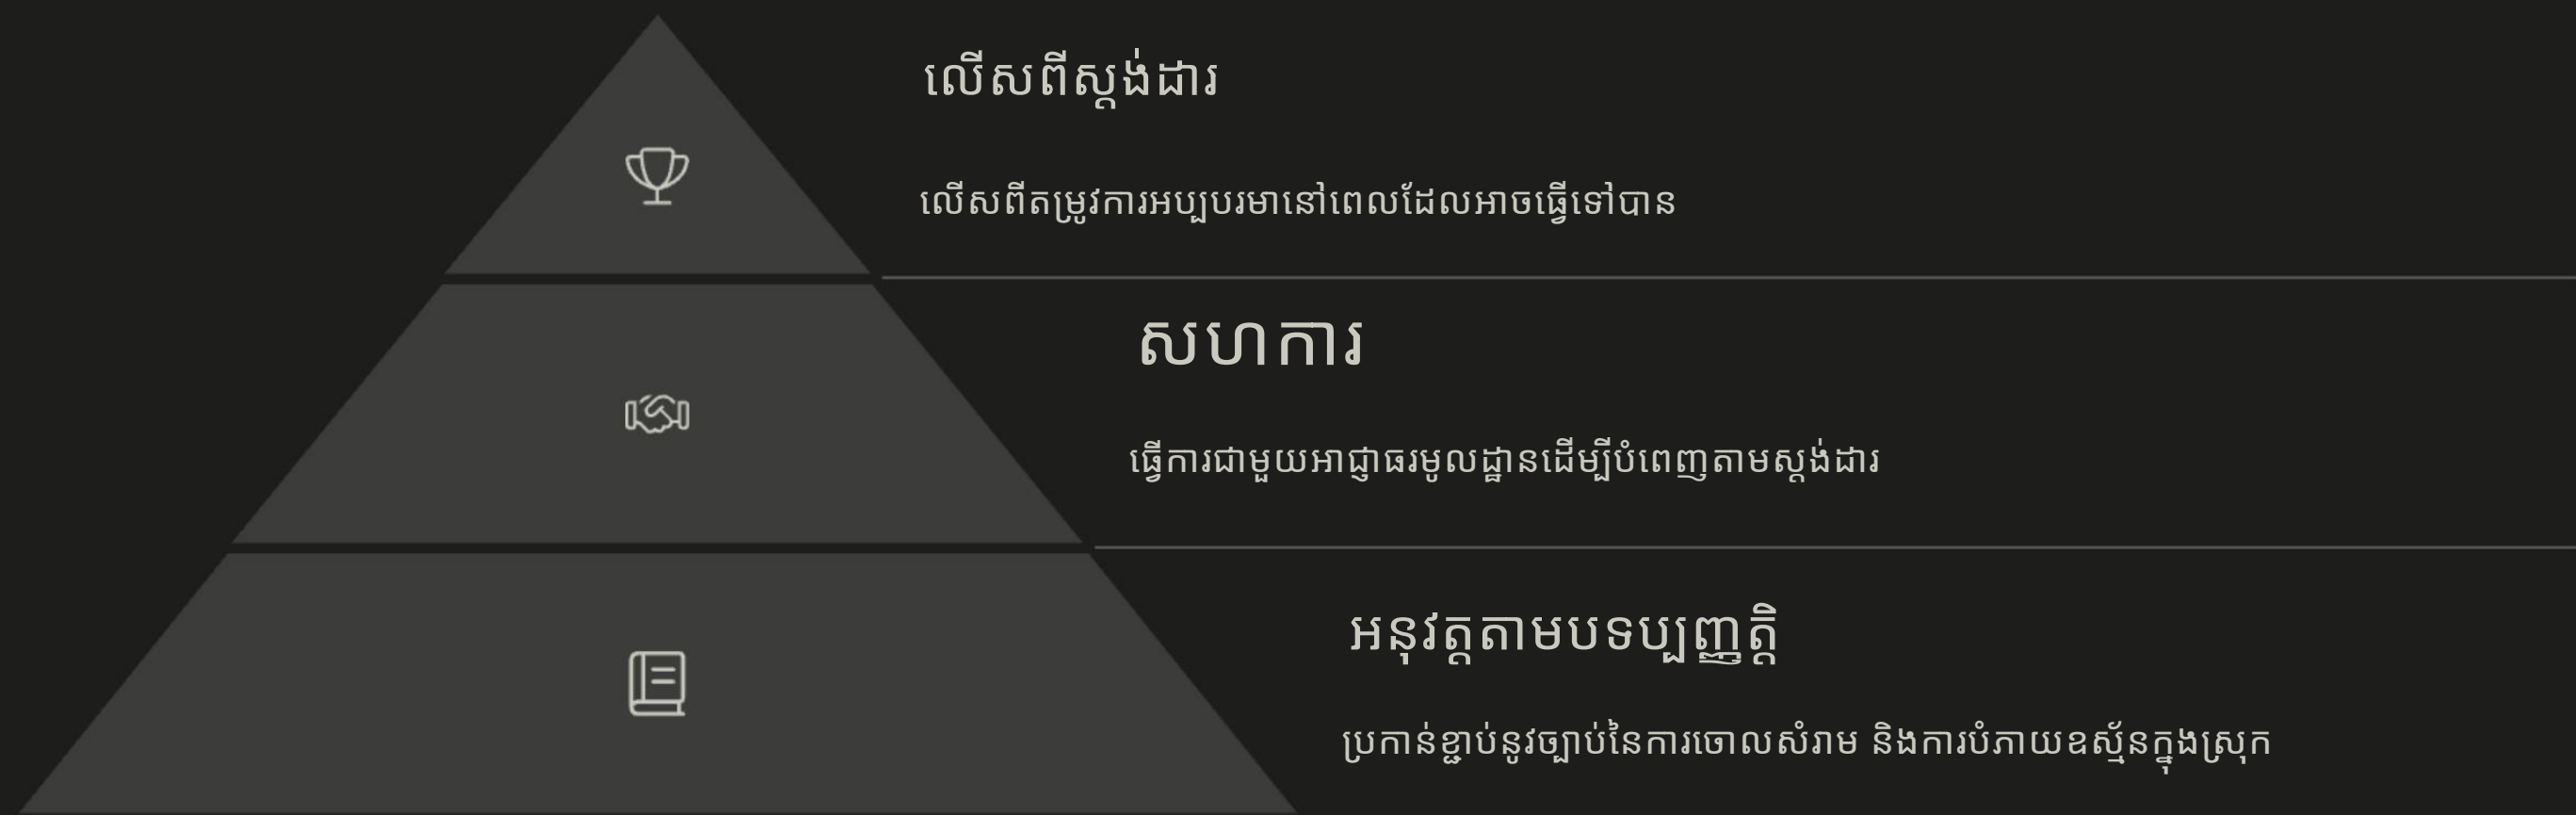 លើសពីស្តង់ដារ
លើសពីតម្រូវការអប្បបរមានៅពេលដែលអាចធ្វើទៅបាន
សហការ
ធ្វើការជាមួយអាជ្ញាធរមូលដ្ឋានដើម្បីបំពេញតាមស្តង់ដារ
អនុវត្តតាមបទប្បញ្ញត្តិ
ប្រកាន់ខ្ជាប់នូវច្បាប់នៃការចោលសំរាម និងការបំភាយឧស្ម័នក្នុងស្រុក